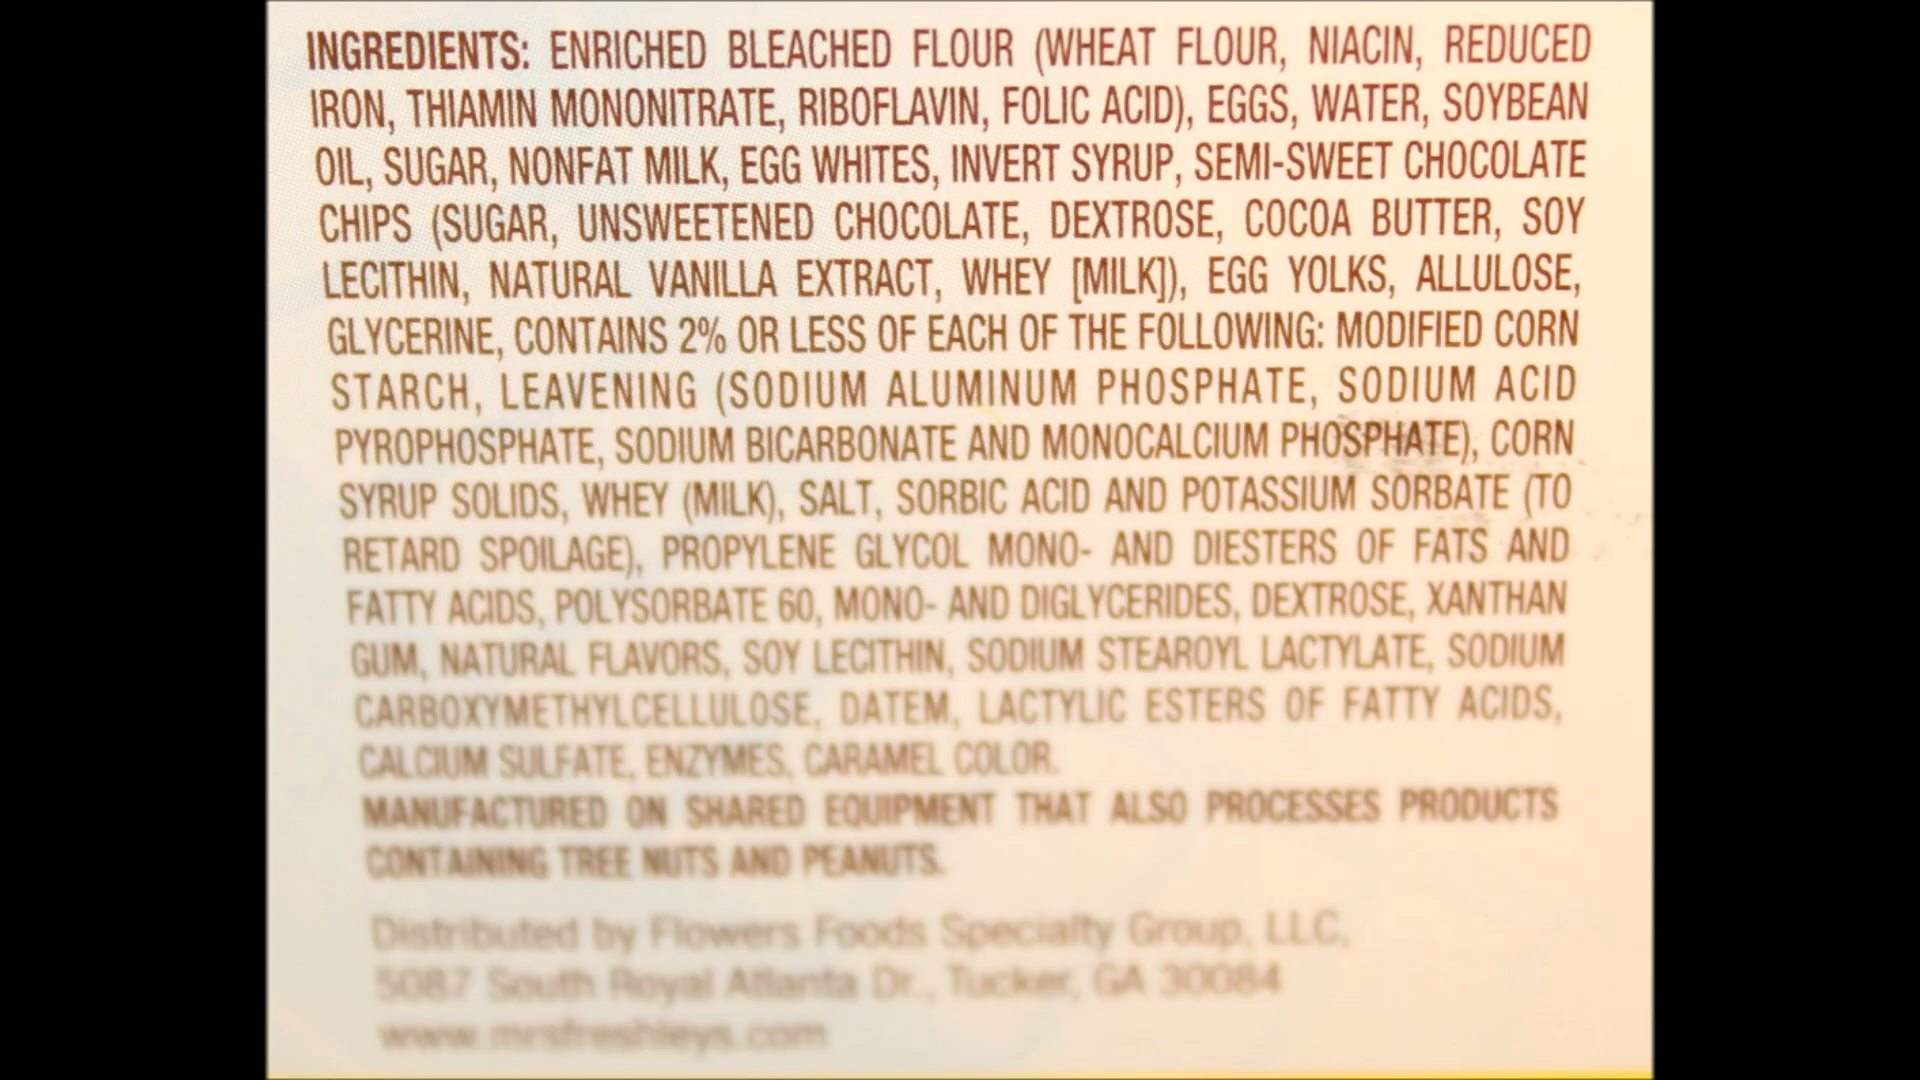 INGREDIENTS: ENRICHED BLEACHED FLOUR (WHEAT FLOUR, NIACIN, REDUCED
IRON, THIAMIN MONONITRATE, RIBOFLAVIN, FOLIC ACID), EGGS, WATER, SOYBEAN
OIL, SUGAR, NONFAT MILK, EGG WHITES, INVERT SYRUP, SEMI-SWEET CHOCOLATE
CHIPS (SUGAR, UNSWEETENED CHOCOLATE, DEXTROSE, COCOA BUTTER, SOY
LECITHIN, NATURAL VANILLA EXTRACT, WHEY [MILK]), EGG YOLKS, ALLULOSE,
GLYCERINE, CONTAINS 2% OR LESS OF EACH OF THE FOLLOWING: MODIFIED CORN
STARCH, LEAVENING (SODIUM ALUMINUM PHOSPHATE, SODIUM ACID
PYROPHOSPHATE, SODIUM BICARBONATE AND MONOCALCIUM PHOSPHATE), CORN
SYRUP SOLIDS, WHEY (MILK), SALT, SORBIC ACID AND POTASSIUM SORBATE (TO
RETARD SPOILAGE), PROPYLENE GLYCOL MONO- AND DIESTERS OF FATS AND
FATTY ACIDS, POLYSORBATE 60, MONO- AND DIGLYCERIDES, DEXTROSE, XANTHAN
GUM, NATURAL FLAVORS, SOY LECITHIN, SODIUM STEAROYL LACTYLATE, SODIUM
CARBOXYMETHYLCELLULOSE, DATEM, LACTYLIC ESTERS OF FATTY ACIDS,
CALCIUM SULFATE, ENZYMES, CARAMEL COLOR.
MANUFACTURED ON SHARED EQUIPMENT THAT ALSO PROCESSES PRODUCTS
CONTAINING TREE NUTS AND PEANUTS.
Distributed by Flowers Foods Specialty Group, LLC,
5087 South Royal Atlanta Dr., Tucker, GA 30084
www.mrsfreshleys.com